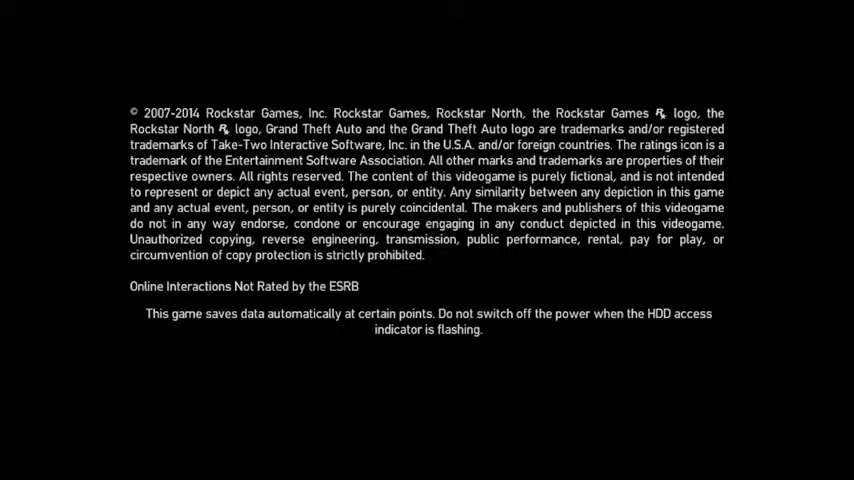 © 2007-2014 Rockstar Games, Inc. Rockstar Games, Rockstar North, the Rockstar Games R* logo, the
Rockstar North R* logo, Grand Theft Auto and the Grand Theft Auto logo are trademarks and/or registered
trademarks of Take-Two Interactive Software, Inc. in the U.S.A. and/or foreign countries. The ratings icon is a
trademark of the Entertainment Software Association. All other marks and trademarks are properties of their
respective owners. All rights reserved. The content of this videogame is purely fictional, and is not intended
to represent or depict any actual event, person, or entity. Any similarity between any depiction in this game
and any actual event, person, or entity is purely coincidental. The makers and publishers of this videogame
do not in any way endorse, condone or encourage engaging in any conduct depicted in this videogame.
Unauthorized copying, reverse engineering, transmission, public performance, rental, pay for play, or
circumvention of copy protection is strictly prohibited.
Online Interactions Not Rated by the ESRB
This game saves data automatically at certain points. Do not switch off the power when the HDD access
indicator is flashing.